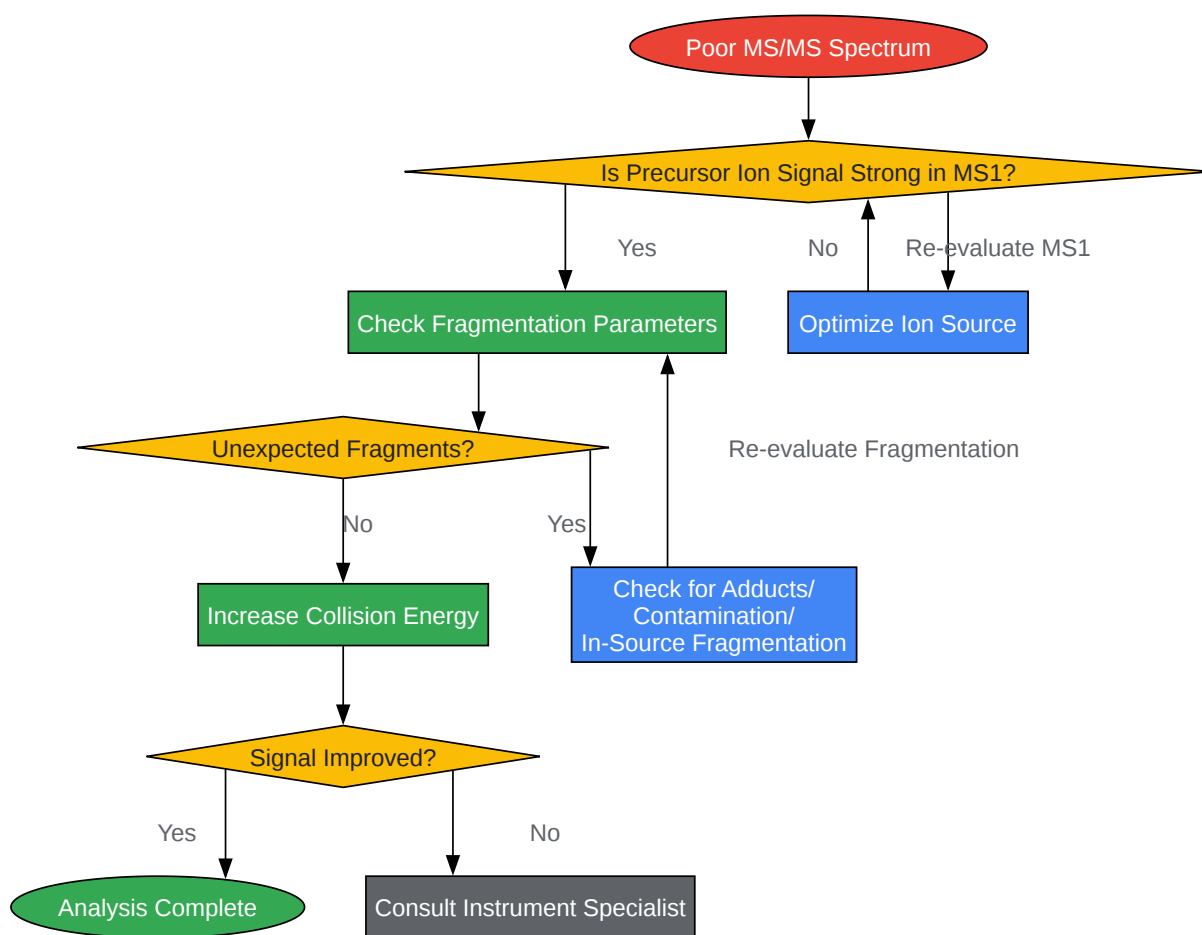 Poor MS/MS Spectrum
Is Precursor Ion Signal Strong in MS1?
Yes
No
Re-evaluate MS1
Check Fragmentation Parameters
Optimize Ion Source
Unexpected Fragments?
Re-evaluate Fragmentation
No
Yes
Increase Collision Energy
Check for Adducts/
Contamination/
In-Source Fragmentation
Signal Improved?
Yes
No
Analysis Complete
Consult Instrument Specialist